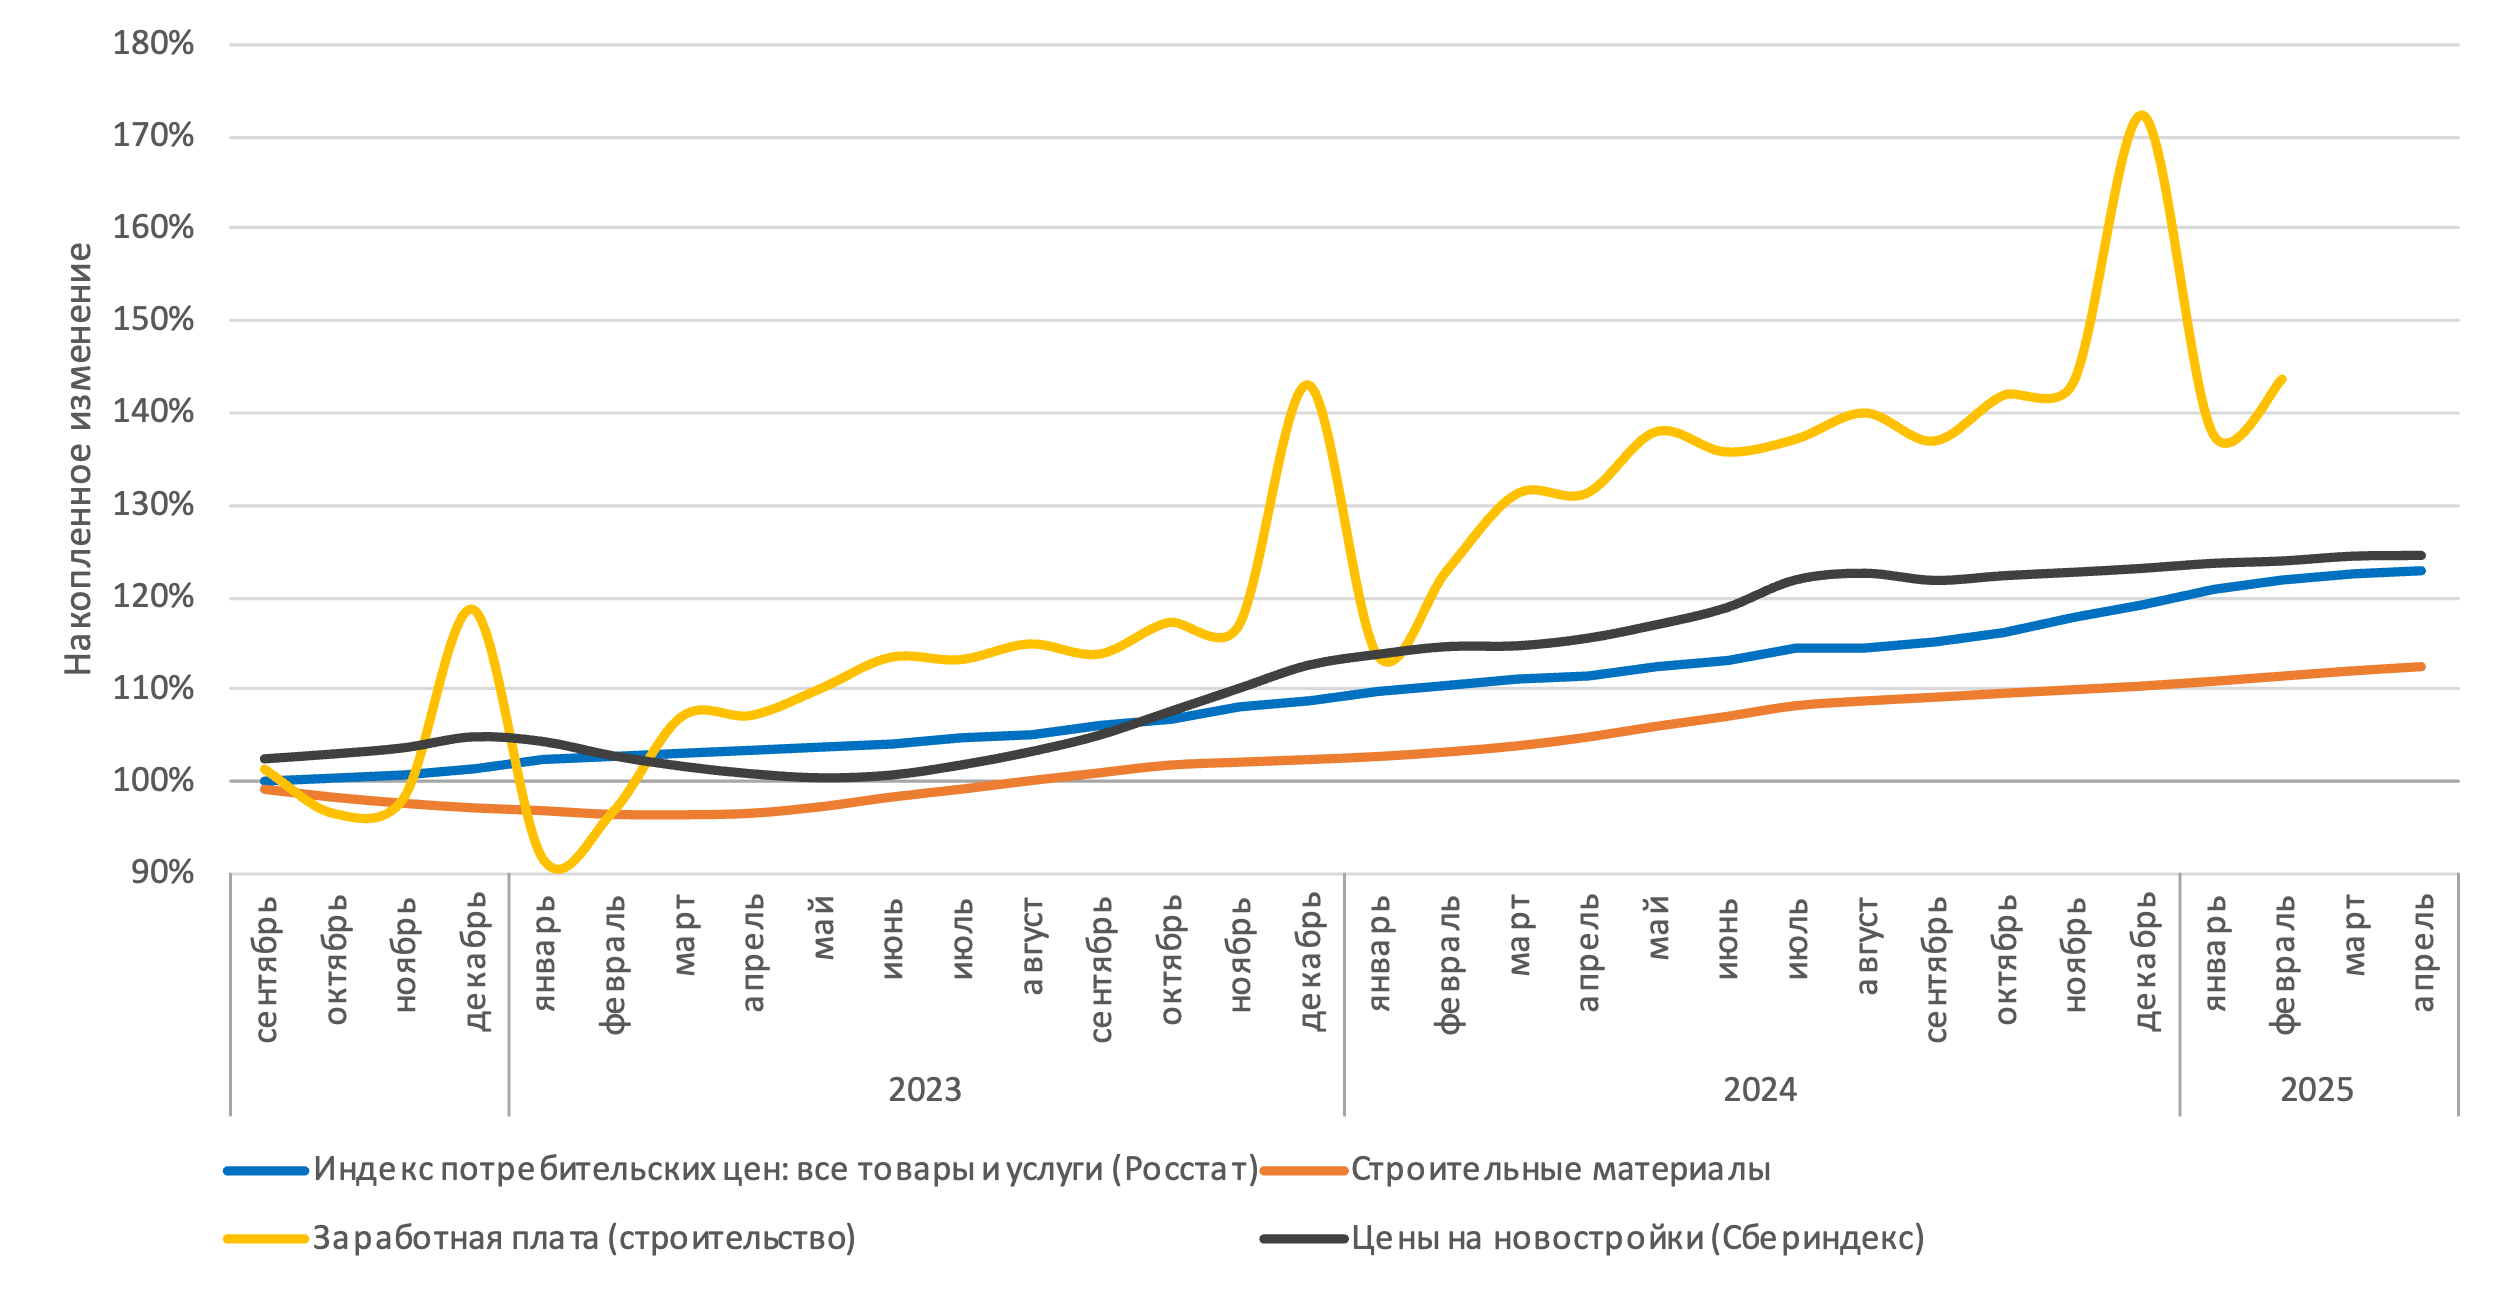 Накопленное изменение
180%
170%
160%
150%
140%
130%
120%
110%
100%
90%
сентябрь
октябрь
ноябрь
декабрь
январь
февраль
март
апрель
май
июнь
июль
август
сентябрь
октябрь
ноябрь
декабрь
январь
февраль
март
апрель
май
июнь
июль
август
сентябрь
октябрь
ноябрь
декабрь
январь
февраль
март
апрель
2023
2024
2025
Индекс потребительских цен: все товары и услуги (Росстат)
Строительные материалы
Заработная плата (строительство)
Цены на новостройки (Сбериндекс)